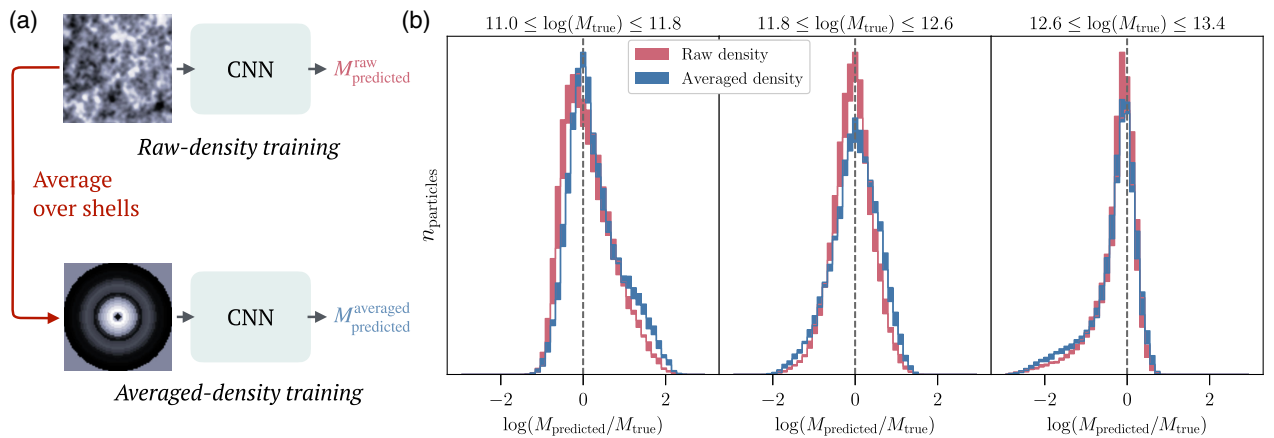 (a)
CNN
M^raw_predicted
Raw-density training
Average
over shells
CNN
M^averaged_predicted
Averaged-density training
(b)
11.0 ≤ log(M_true) ≤ 11.8
11.8 ≤ log(M_true) ≤ 12.6
12.6 ≤ log(M_true) ≤ 13.4
Raw density
Averaged density
n_particles
−2 0 2
−2 0 2
−2 0 2
log(M_predicted/M_true)
log(M_predicted/M_true)
log(M_predicted/M_true)